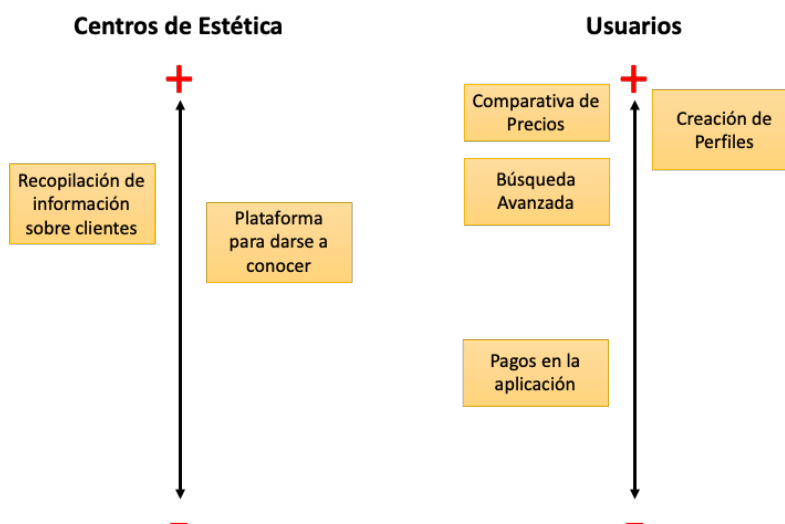 Centros de Estética
Usuarios
+
+
Comparativa de
Precios
Creación de
Perfiles
Recopilación de
información
sobre clientes
Búsqueda
Avanzada
Plataforma
para darse a
conocer
Pagos en la
aplicación